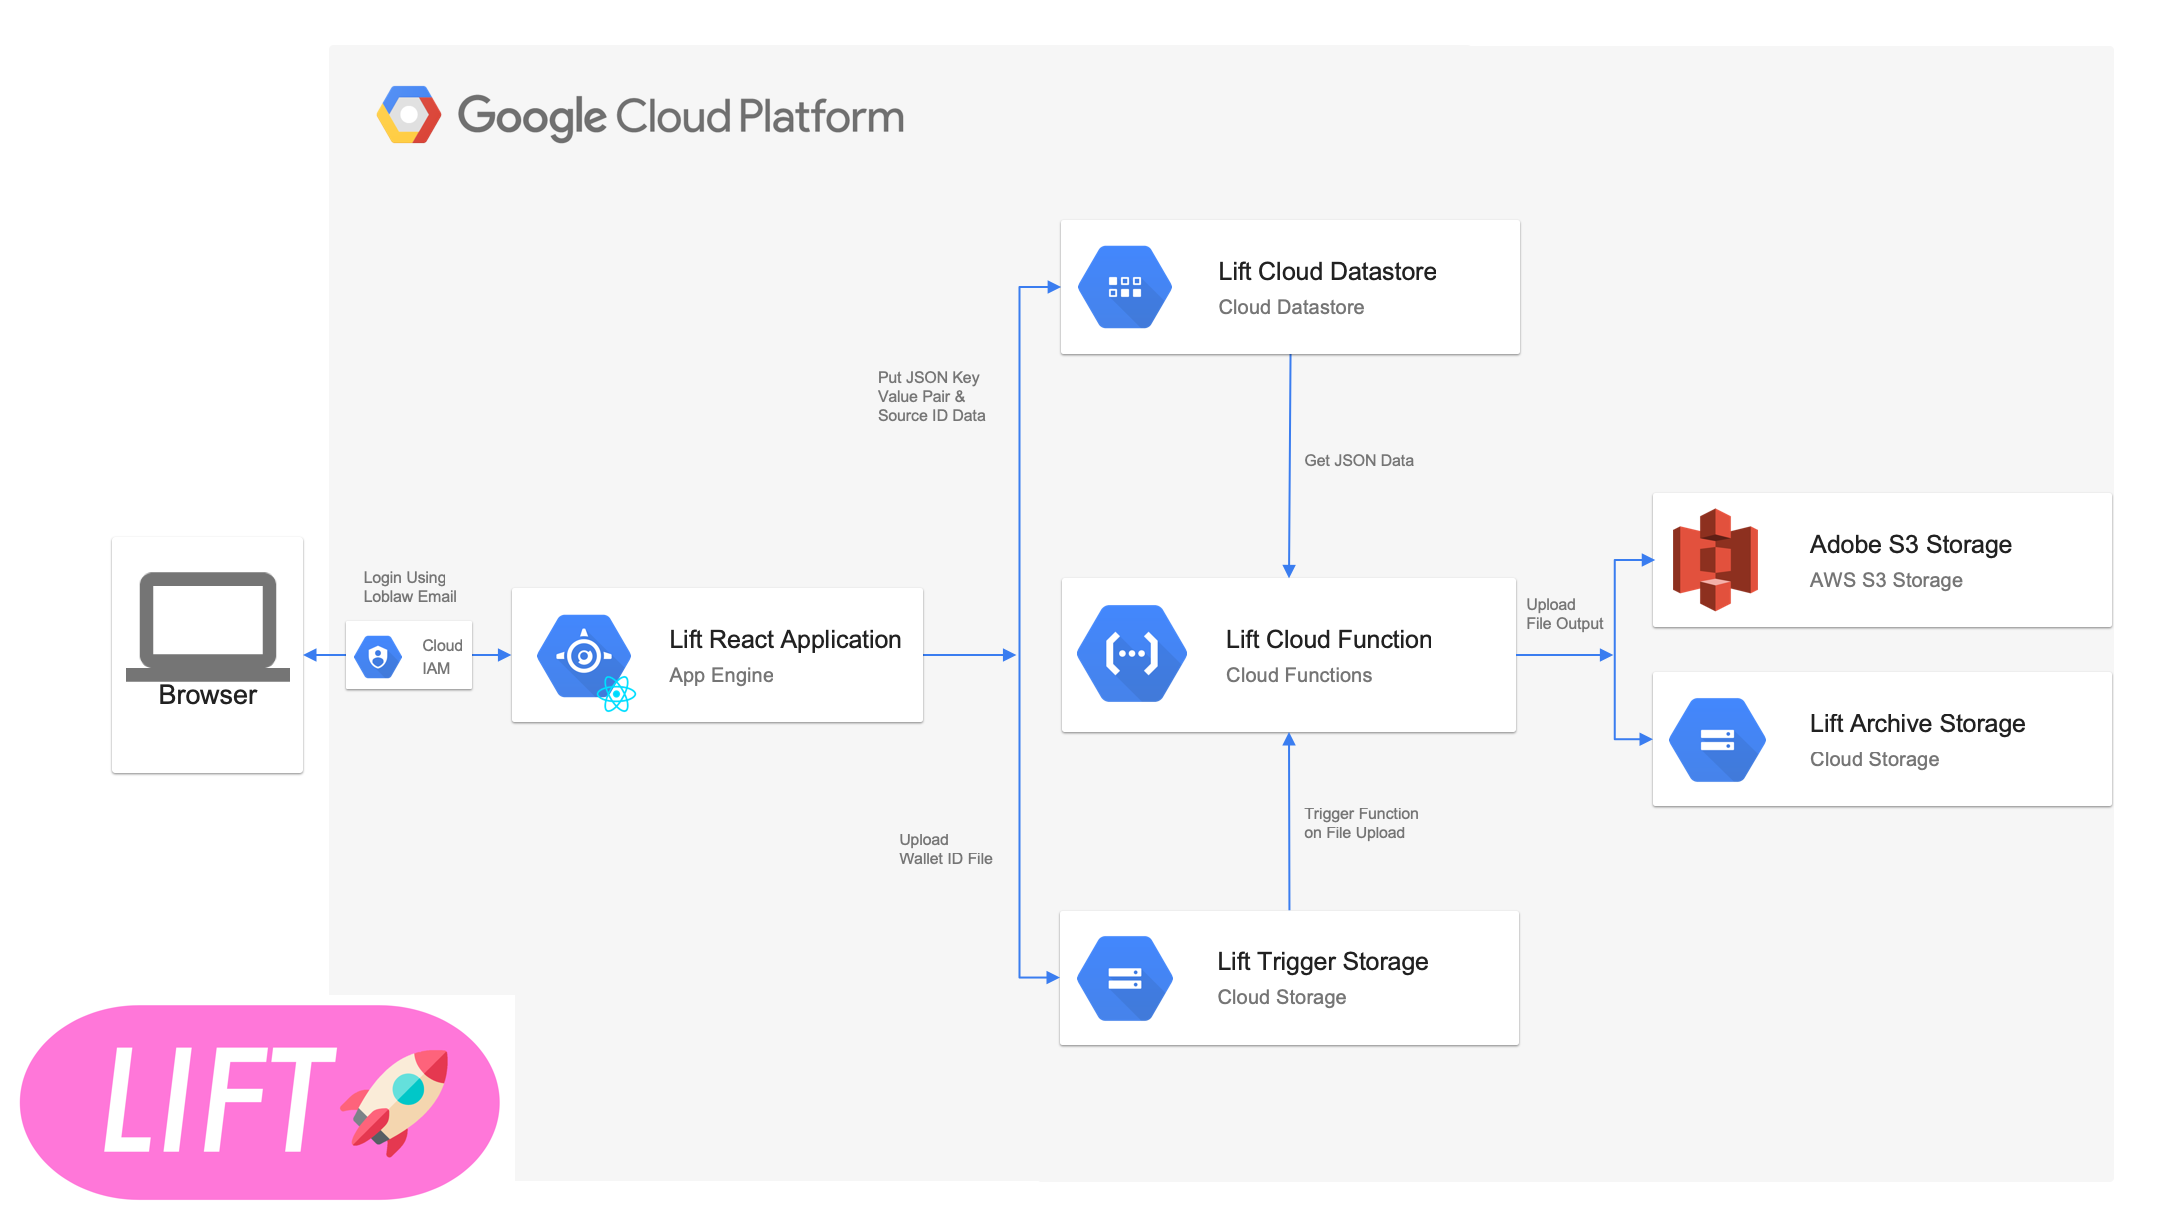 Google Cloud Platform
Lift Cloud Datastore
Cloud Datastore
Put JSON Key
Value Pair &
Source ID Data
Get JSON Data
Adobe S3 Storage
AWS S3 Storage
Login Using
Loblaw Email
Browser
Cloud
IAM
Lift React Application
App Engine
Lift Cloud Function
Cloud Functions
Upload
File Output
Lift Archive Storage
Cloud Storage
Upload
Wallet ID File
Trigger Function
on File Upload
Lift Trigger Storage
Cloud Storage
LIFT